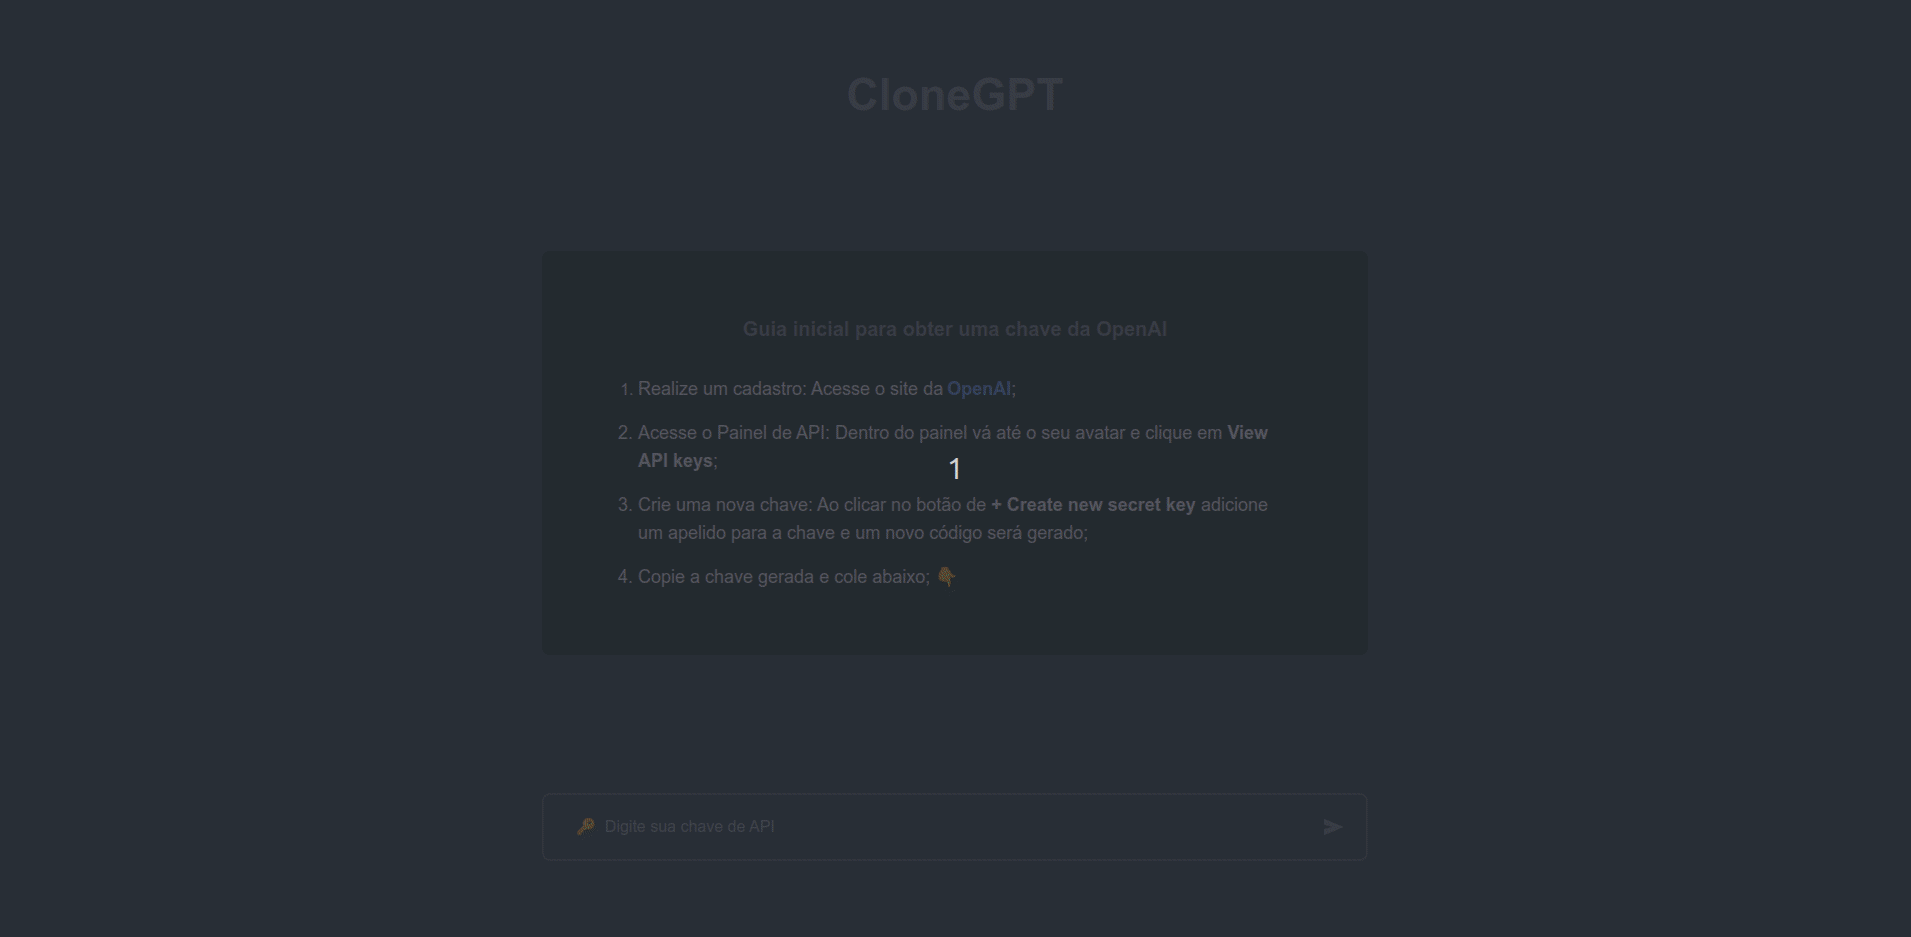 CloneGPT
Guia inicial para obter uma chave da OpenAI
1. Realize um cadastro: Acesse o site da OpenAI;
2. Acesse o Painel de API: Dentro do painel vá até o seu avatar e clique em View
API keys;
1
3. Crie uma nova chave: Ao clicar no botão de + Create new secret key adicione
um apelido para a chave e um novo código será gerado;
4. Copie a chave gerada e cole abaixo; 👇🏾
🔑 Digite sua chave de API